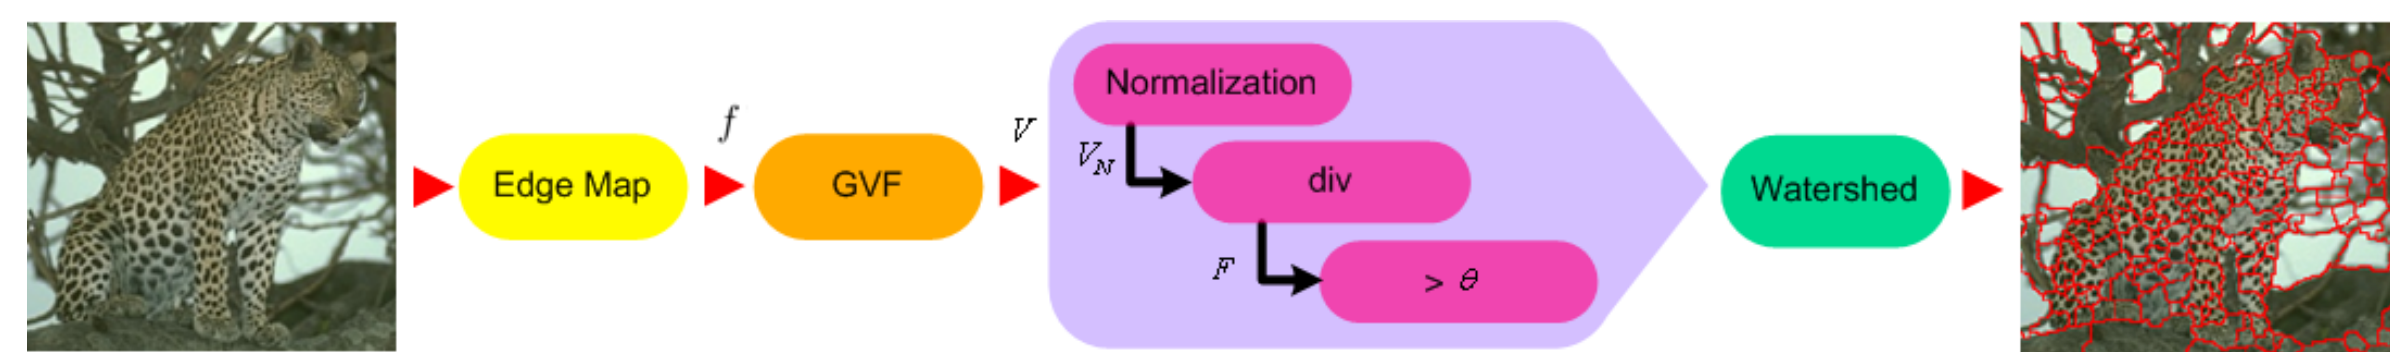 Edge Map
f
GVF
V
Normalization
V_N
div
F
> θ
Watershed